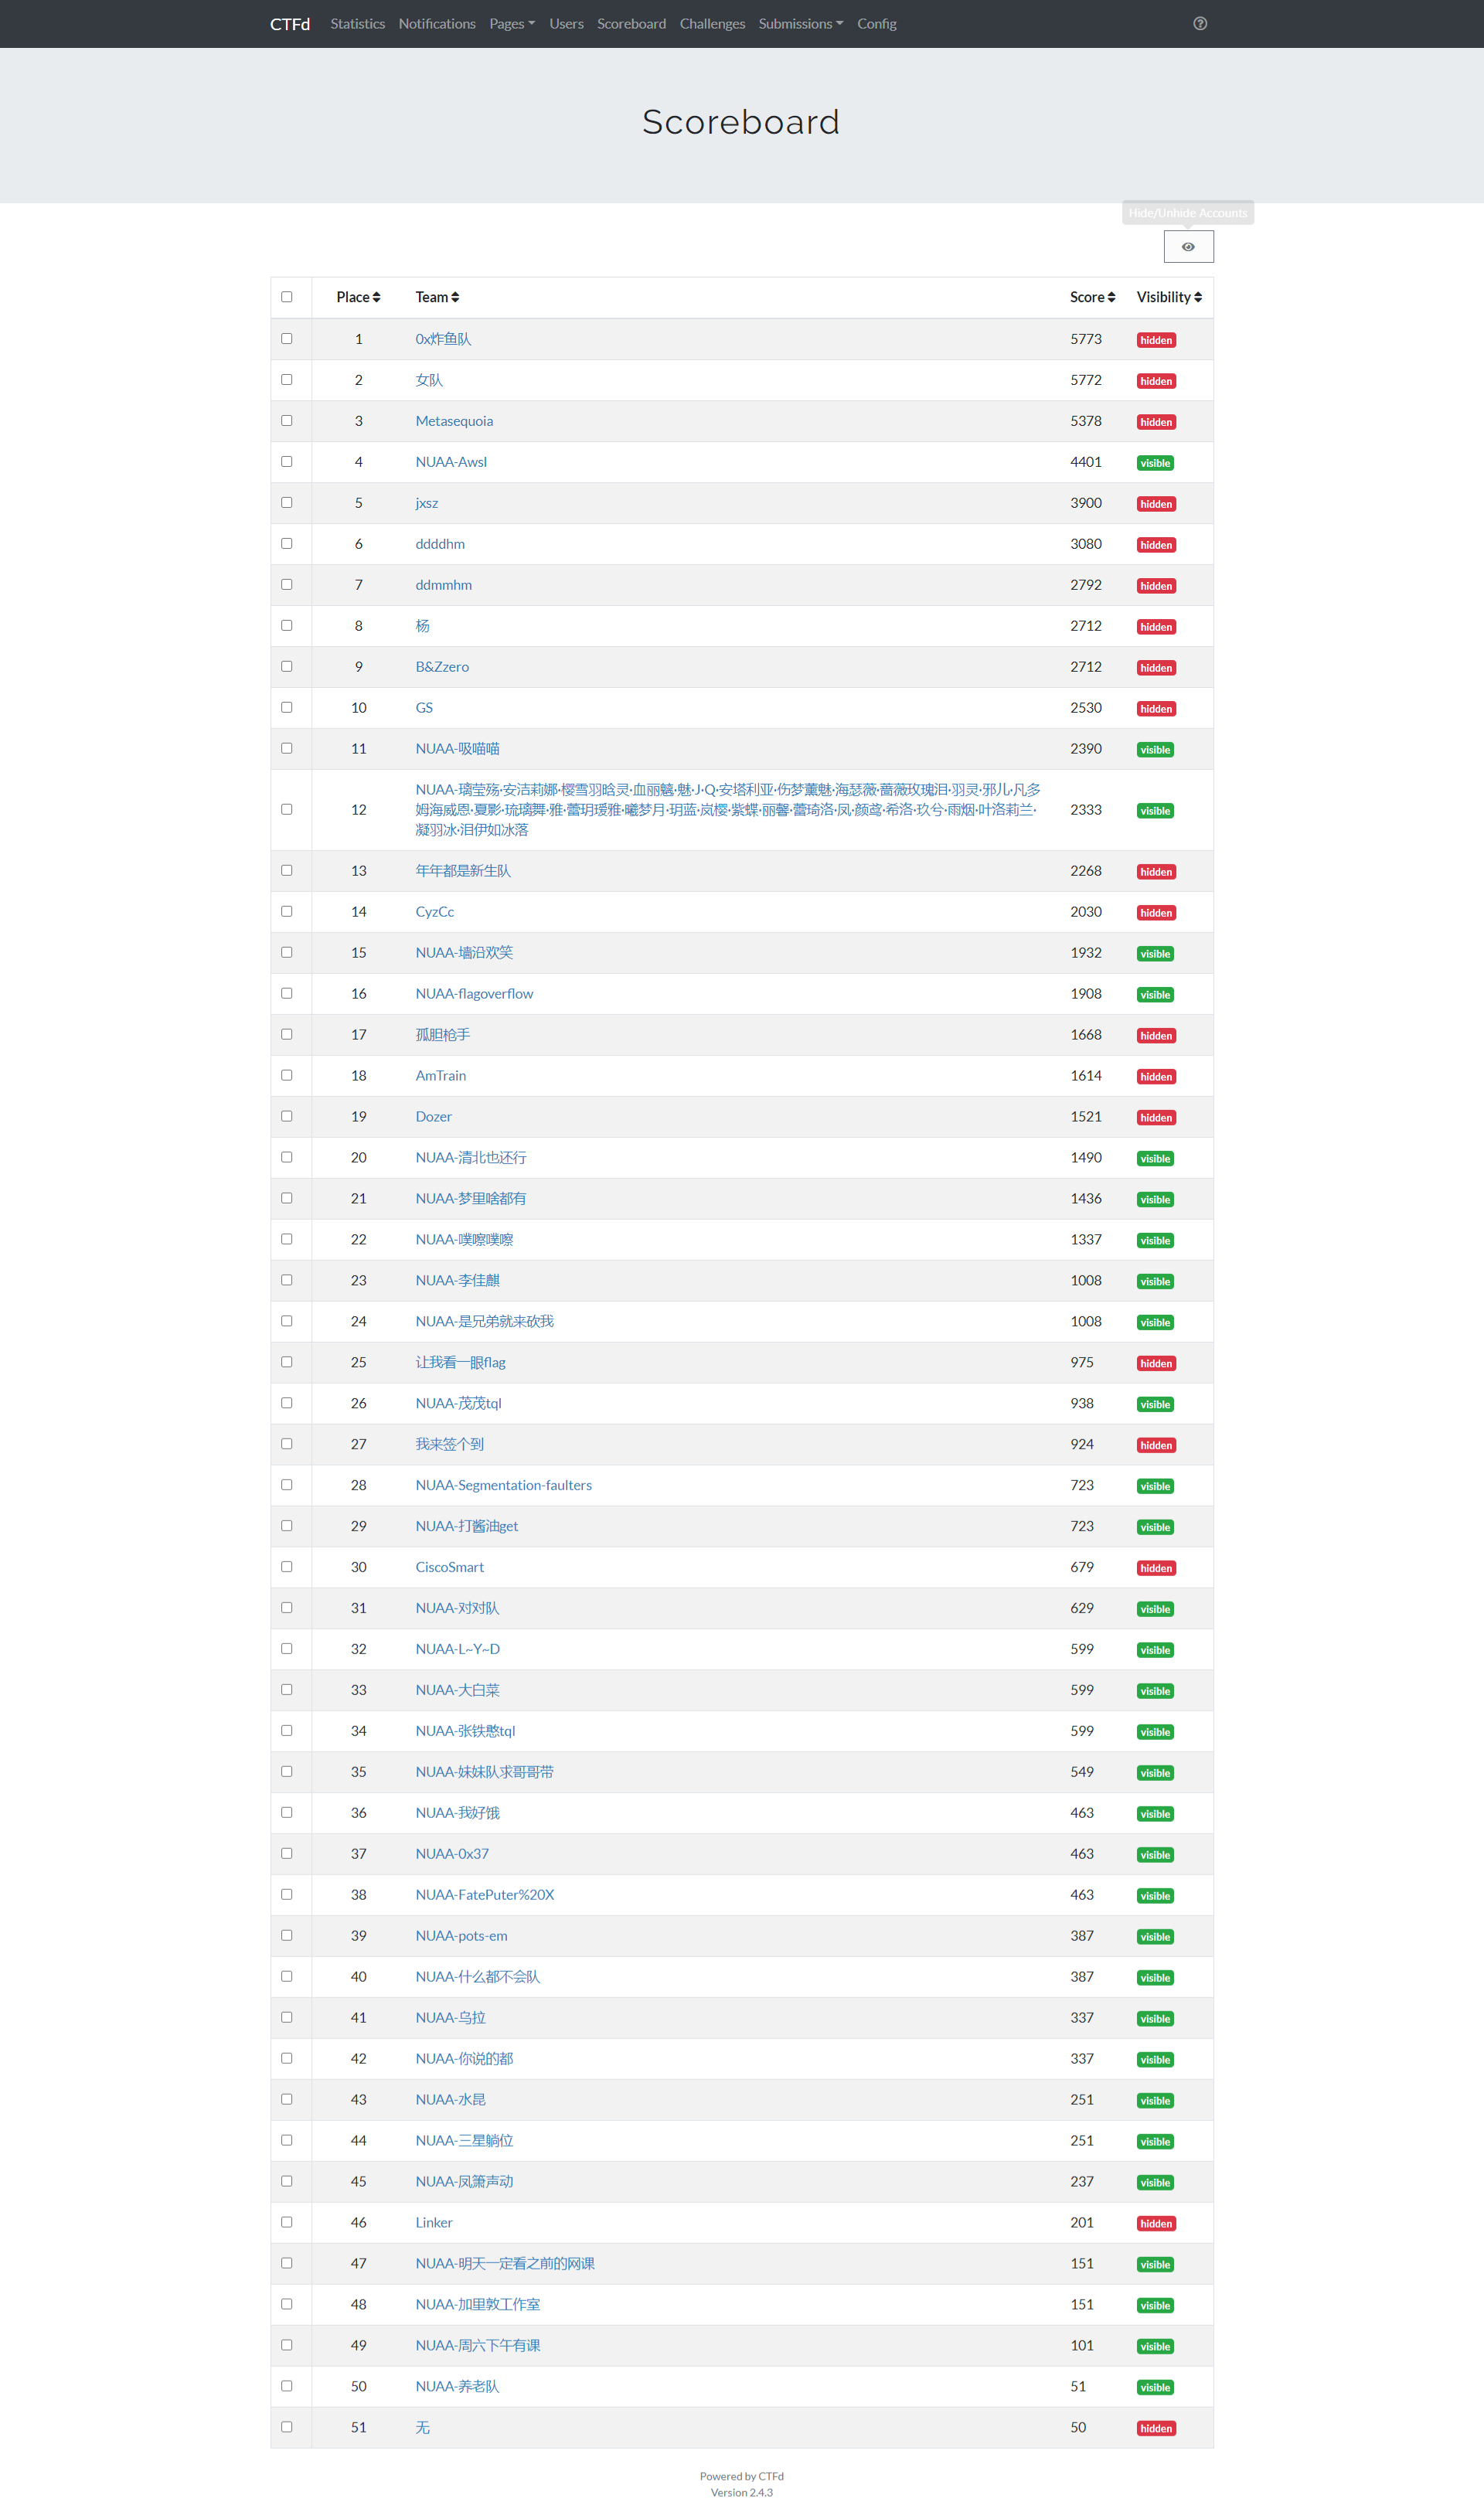 CTFd Statistics Notifications Pages Users Scoreboard Challenges Submissions Config
Scoreboard
Hide/Unhide Accounts
Place Team Score Visibility
1 0x炸鱼队 5773 hidden
2 女队 5772 hidden
3 Metasequoia 5378 hidden
4 NUAA-Awsl 4401 visible
5 jxsz 3900 hidden
6 ddddhm 3080 hidden
7 ddmmhm 2792 hidden
8 杨 2712 hidden
9 B&Zzero 2712 hidden
10 GS 2530 hidden
11 NUAA-吸喵喵 2390 visible
NUAA-璃莹殇·安洁莉娜·樱雪羽晗灵·血丽魑·魅·J·Q·安塔利亚·伤梦薰魅·海瑟薇·蔷薇玫瑰泪·羽灵·邪儿·凡多
12 姆海威恩·夏影·琉璃舞·雅·蕾玥瑷雅·曦梦月·玥蓝·岚樱·紫蝶·丽馨·蕾琦洛·凤·颜鸢·希洛·玖兮·雨烟·叶洛莉兰· 2333 visible
凝羽冰·泪伊如冰落
13 年年都是新生队 2268 hidden
14 CyzCc 2030 hidden
15 NUAA-墙沿欢笑 1932 visible
16 NUAA-flagoverflow 1908 visible
17 孤胆枪手 1668 hidden
18 AmTrain 1614 hidden
19 Dozer 1521 hidden
20 NUAA-清北也还行 1490 visible
21 NUAA-梦里啥都有 1436 visible
22 NUAA-噗嚓噗嚓 1337 visible
23 NUAA-李佳麒 1008 visible
24 NUAA-是兄弟就来砍我 1008 visible
25 让我看一眼flag 975 hidden
26 NUAA-茂茂tql 938 visible
27 我来签个到 924 hidden
28 NUAA-Segmentation-faulters 723 visible
29 NUAA-打酱油get 723 visible
30 CiscoSmart 679 hidden
31 NUAA-对对队 629 visible
32 NUAA-L~Y~D 599 visible
33 NUAA-大白菜 599 visible
34 NUAA-张铁憨tql 599 visible
35 NUAA-妹妹队求哥哥带 549 visible
36 NUAA-我好饿 463 visible
37 NUAA-0x37 463 visible
38 NUAA-FatePuter%20X 463 visible
39 NUAA-pots-em 387 visible
40 NUAA-什么都不会队 387 visible
41 NUAA-乌拉 337 visible
42 NUAA-你说的都 337 visible
43 NUAA-水昆 251 visible
44 NUAA-三星躺位 251 visible
45 NUAA-凤箫声动 237 visible
46 Linker 201 hidden
47 NUAA-明天一定看之前的网课 151 visible
48 NUAA-加里敦工作室 151 visible
49 NUAA-周六下午有课 101 visible
50 NUAA-养老队 51 visible
51 无 50 hidden
Powered by CTFd
Version 2.4.3